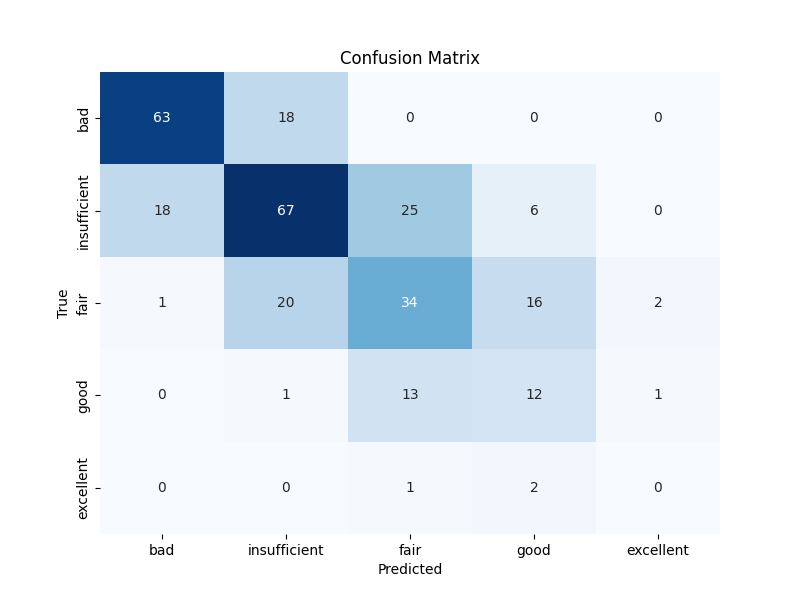 Confusion Matrix
bad 63 18 0 0 0
insufficient 18 67 25 6 0
True
fair 1 20 34 16 2
good 0 1 13 12 1
excellent 0 0 1 2 0
bad insufficient fair good excellent
Predicted